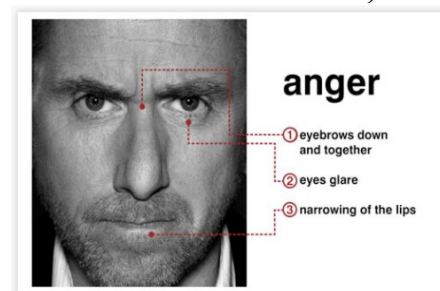 anger
1 eyebrows down
and together
2 eyes glare
3 narrowing of the lips